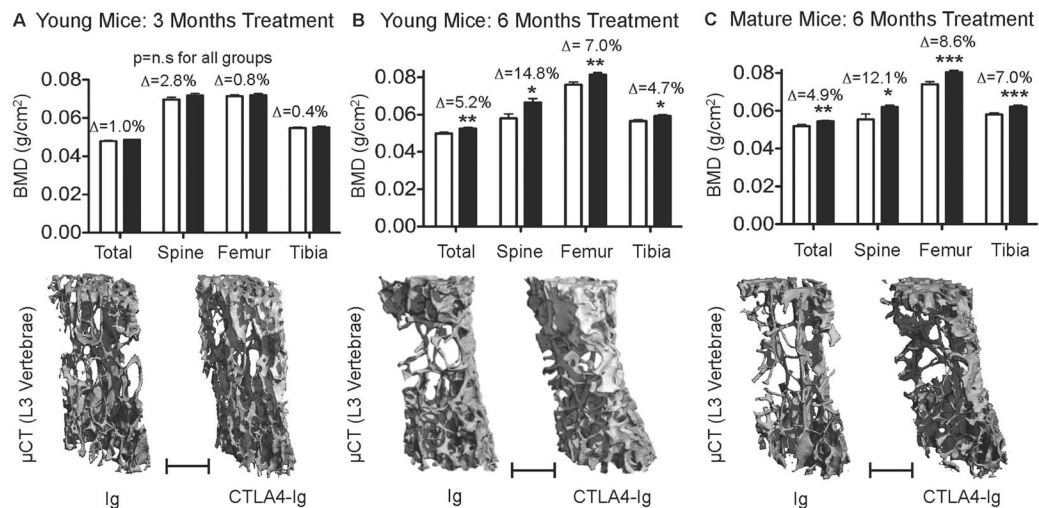 A Young Mice: 3 Months Treatment
p=n.s for all groups
Δ=2.8%
Δ=0.8%
Δ=1.0%
Δ=0.4%
BMD (g/cm²)
0.08
0.06
0.04
0.02
0.00
Total Spine Femur Tibia
μCT (L3 Vertebrae)
Ig CTLA4-Ig
B Young Mice: 6 Months Treatment
Δ= 7.0%
**
Δ=14.8%
*
Δ=5.2%
**
Δ=4.7%
*
BMD (g/cm²)
0.08
0.06
0.04
0.02
0.00
Total Spine Femur Tibia
μCT (L3 Vertebrae)
Ig CTLA4-Ig
C Mature Mice: 6 Months Treatment
Δ=8.6%
***
Δ=12.1%
*
Δ=7.0%
***
Δ=4.9%
**
BMD (g/cm²)
0.08
0.06
0.04
0.02
0.00
Total Spine Femur Tibia
μCT (L3 Vertebrae)
Ig CTLA4-Ig